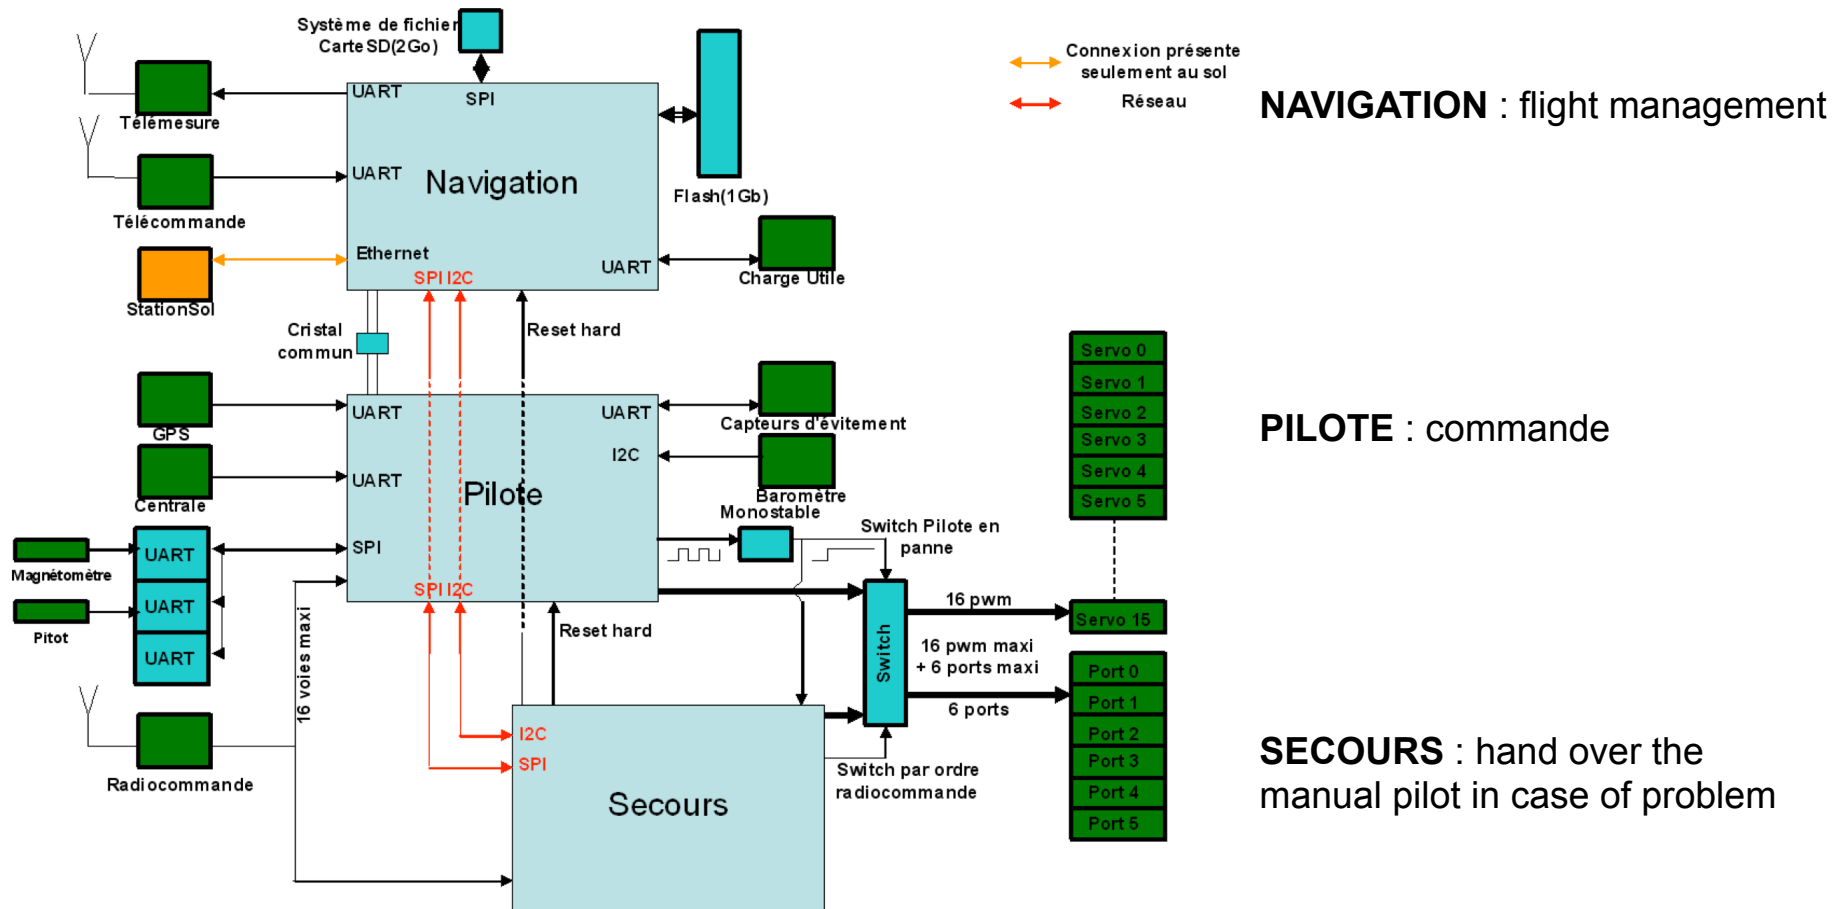 Système de fichier
Carte SD(2Go)
Connexion présente
seulement au sol
Réseau
NAVIGATION : flight management
UART
SPI
Télémesure
UART
Navigation
Flash(1Gb)
Télécommande
Ethernet
UART
SPI I2C
Charge Utile
StationSol
Cristal
commun
Reset hard
Servo 0
Servo 1
Servo 2
Servo 3
Servo 4
Servo 5
Servo 15
PILOTE : commande
UART
UART
GPS
Capteurs d'évitement
I2C
UART
Pilote
Centrale
Baromètre
Monostable
Switch Pilote en
panne
UART
SPI
Magnétomètre
UART
SPI I2C
Pitot
UART
Reset hard
16 voies maxi
Switch
16 pwm
16 pwm maxi
+ 6 ports maxi
6 ports
Port 0
Port 1
Port 2
Port 3
Port 4
Port 5
I2C
SPI
Radiocommande
Switch par ordre
radiocommande
Secours
SECOURS : hand over the
manual pilot in case of problem